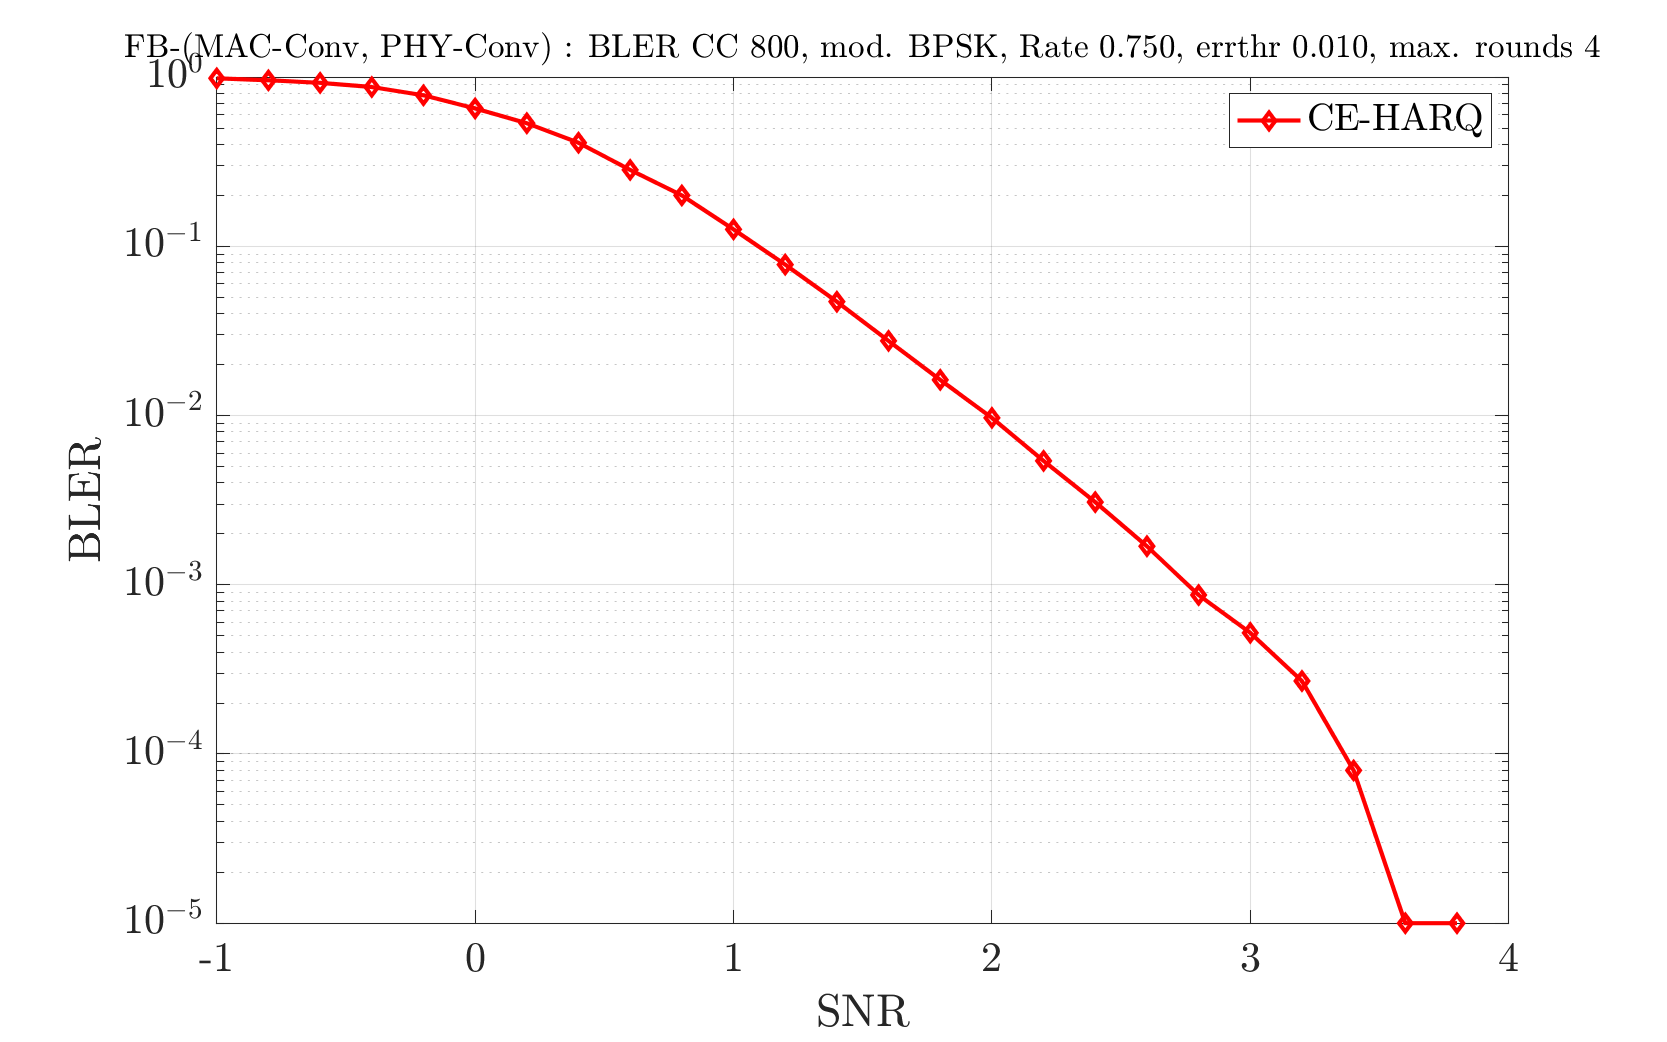 FB-(MAC-Conv, PHY-Conv) : BLER CC 800, mod. BPSK, Rate 0.750, errthr 0.010, max. rounds 4
10^0
CE-HARQ
10^{-1}
10^{-2}
BLER
10^{-3}
10^{-4}
10^{-5}
-1 0 1 2 3 4
SNR